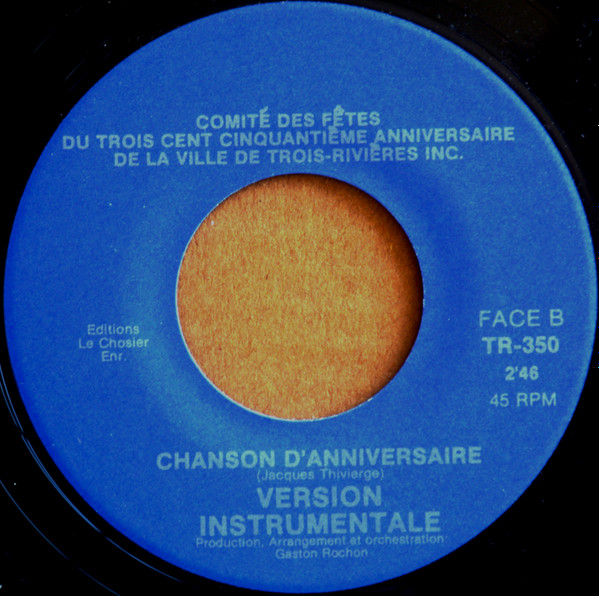 COMITÉ DES FÊTES
DU TROIS CENT CINQUANTIÈME ANNIVERSAIRE
DE LA VILLE DE TROIS-RIVIÈRES INC.
Editions
Le Chosier
Enr.
FACE B
TR-350
2'46
45 RPM
CHANSON D'ANNIVERSAIRE
(Jacques Thivierge)
VERSION
INSTRUMENTALE
Production, Arrangement et orchestration
Gaston Rochon